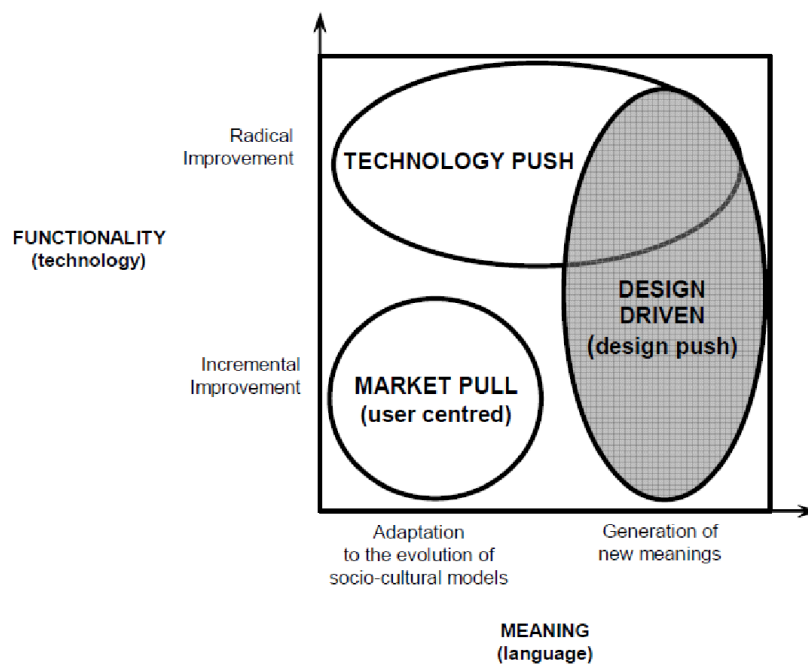 Radical
Improvement
TECHNOLOGY PUSH
FUNCTIONALITY
(technology)
DESIGN
DRIVEN
(design push)
Incremental
Improvement
MARKET PULL
(user centred)
Adaptation
to the evolution of
socio-cultural models
Generation of
new meanings
MEANING
(language)